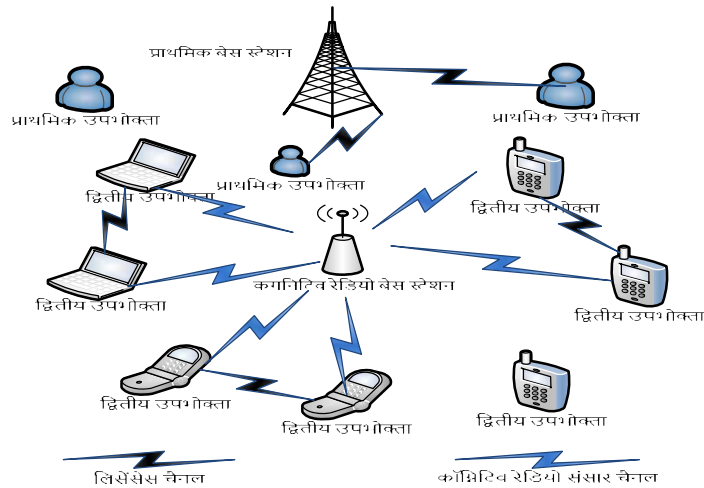 प्राथमिक बेस स्टेशन
प्राथमिक उपभोक्ता
प्राथमिक उपभोक्ता
प्राथमिक उपभोक्ता
द्वितीय उपभोक्ता
द्वितीय उपभोक्ता
कगनिटिव रेडियो बेस स्टेशन
द्वितीय उपभोक्ता
द्वितीय उपभोक्ता
द्वितीय उपभोक्ता
द्वितीय उपभोक्ता
द्वितीय उपभोक्ता
लिसेंसेस चैनल
कॉग्निटिव रेडियो संसार चैनल